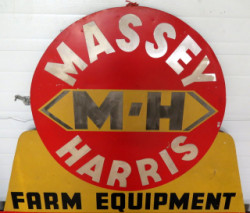 MASSEY
M-H
HARRIS
FARM EQUIPMENT